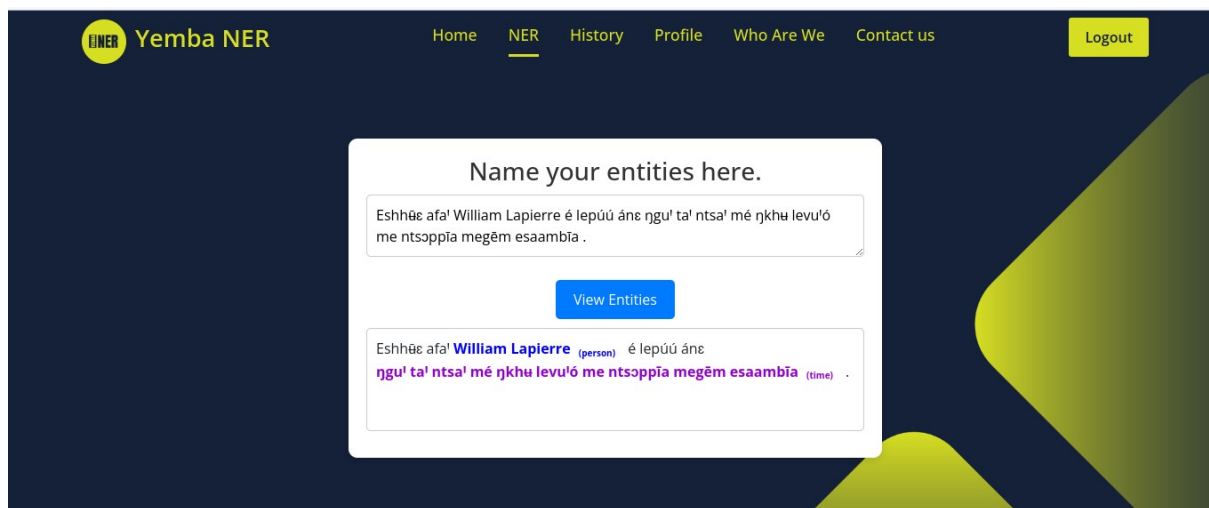 NER
Yemba NER
Home NER History Profile Who Are We Contact us
Logout
Name your entities here.
Eshhʉ̄ɛ afaꞌ William Lapierre é lepúú ánɛ ŋguꞌ taꞌ ntsaꞌ mé ŋkhʉ levuꞌó
me ntsɔppīa megēm esaambīa .
View Entities
Eshhʉ̄ɛ afaꞌ William Lapierre (person) é lepúú ánɛ
ŋguꞌ taꞌ ntsaꞌ mé ŋkhʉ levuꞌó me ntsɔppīa megēm esaambīa (time) .